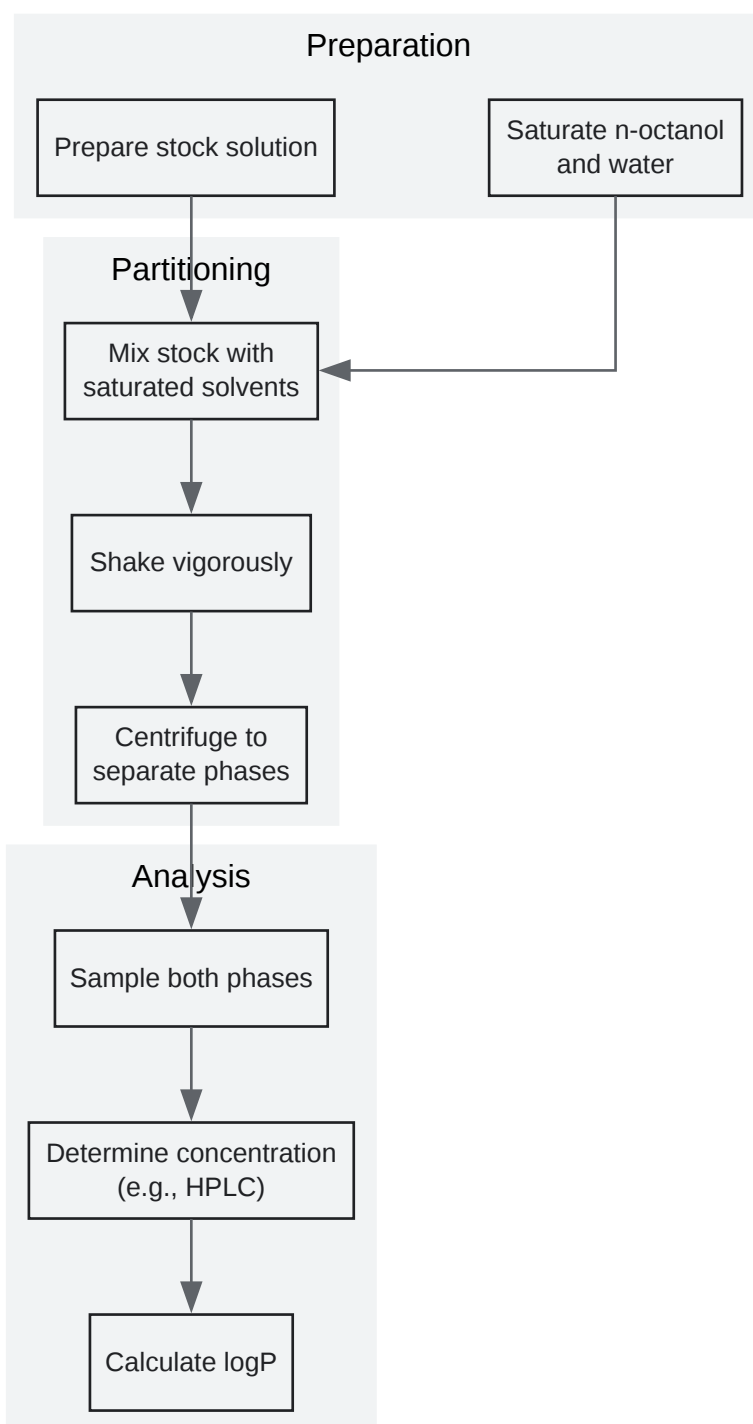 Preparation
Prepare stock solution
Saturate n-octanol
and water
Partitioning
Mix stock with
saturated solvents
Shake vigorously
Centrifuge to
separate phases
Analysis
Sample both phases
Determine concentration
(e.g., HPLC)
Calculate logP